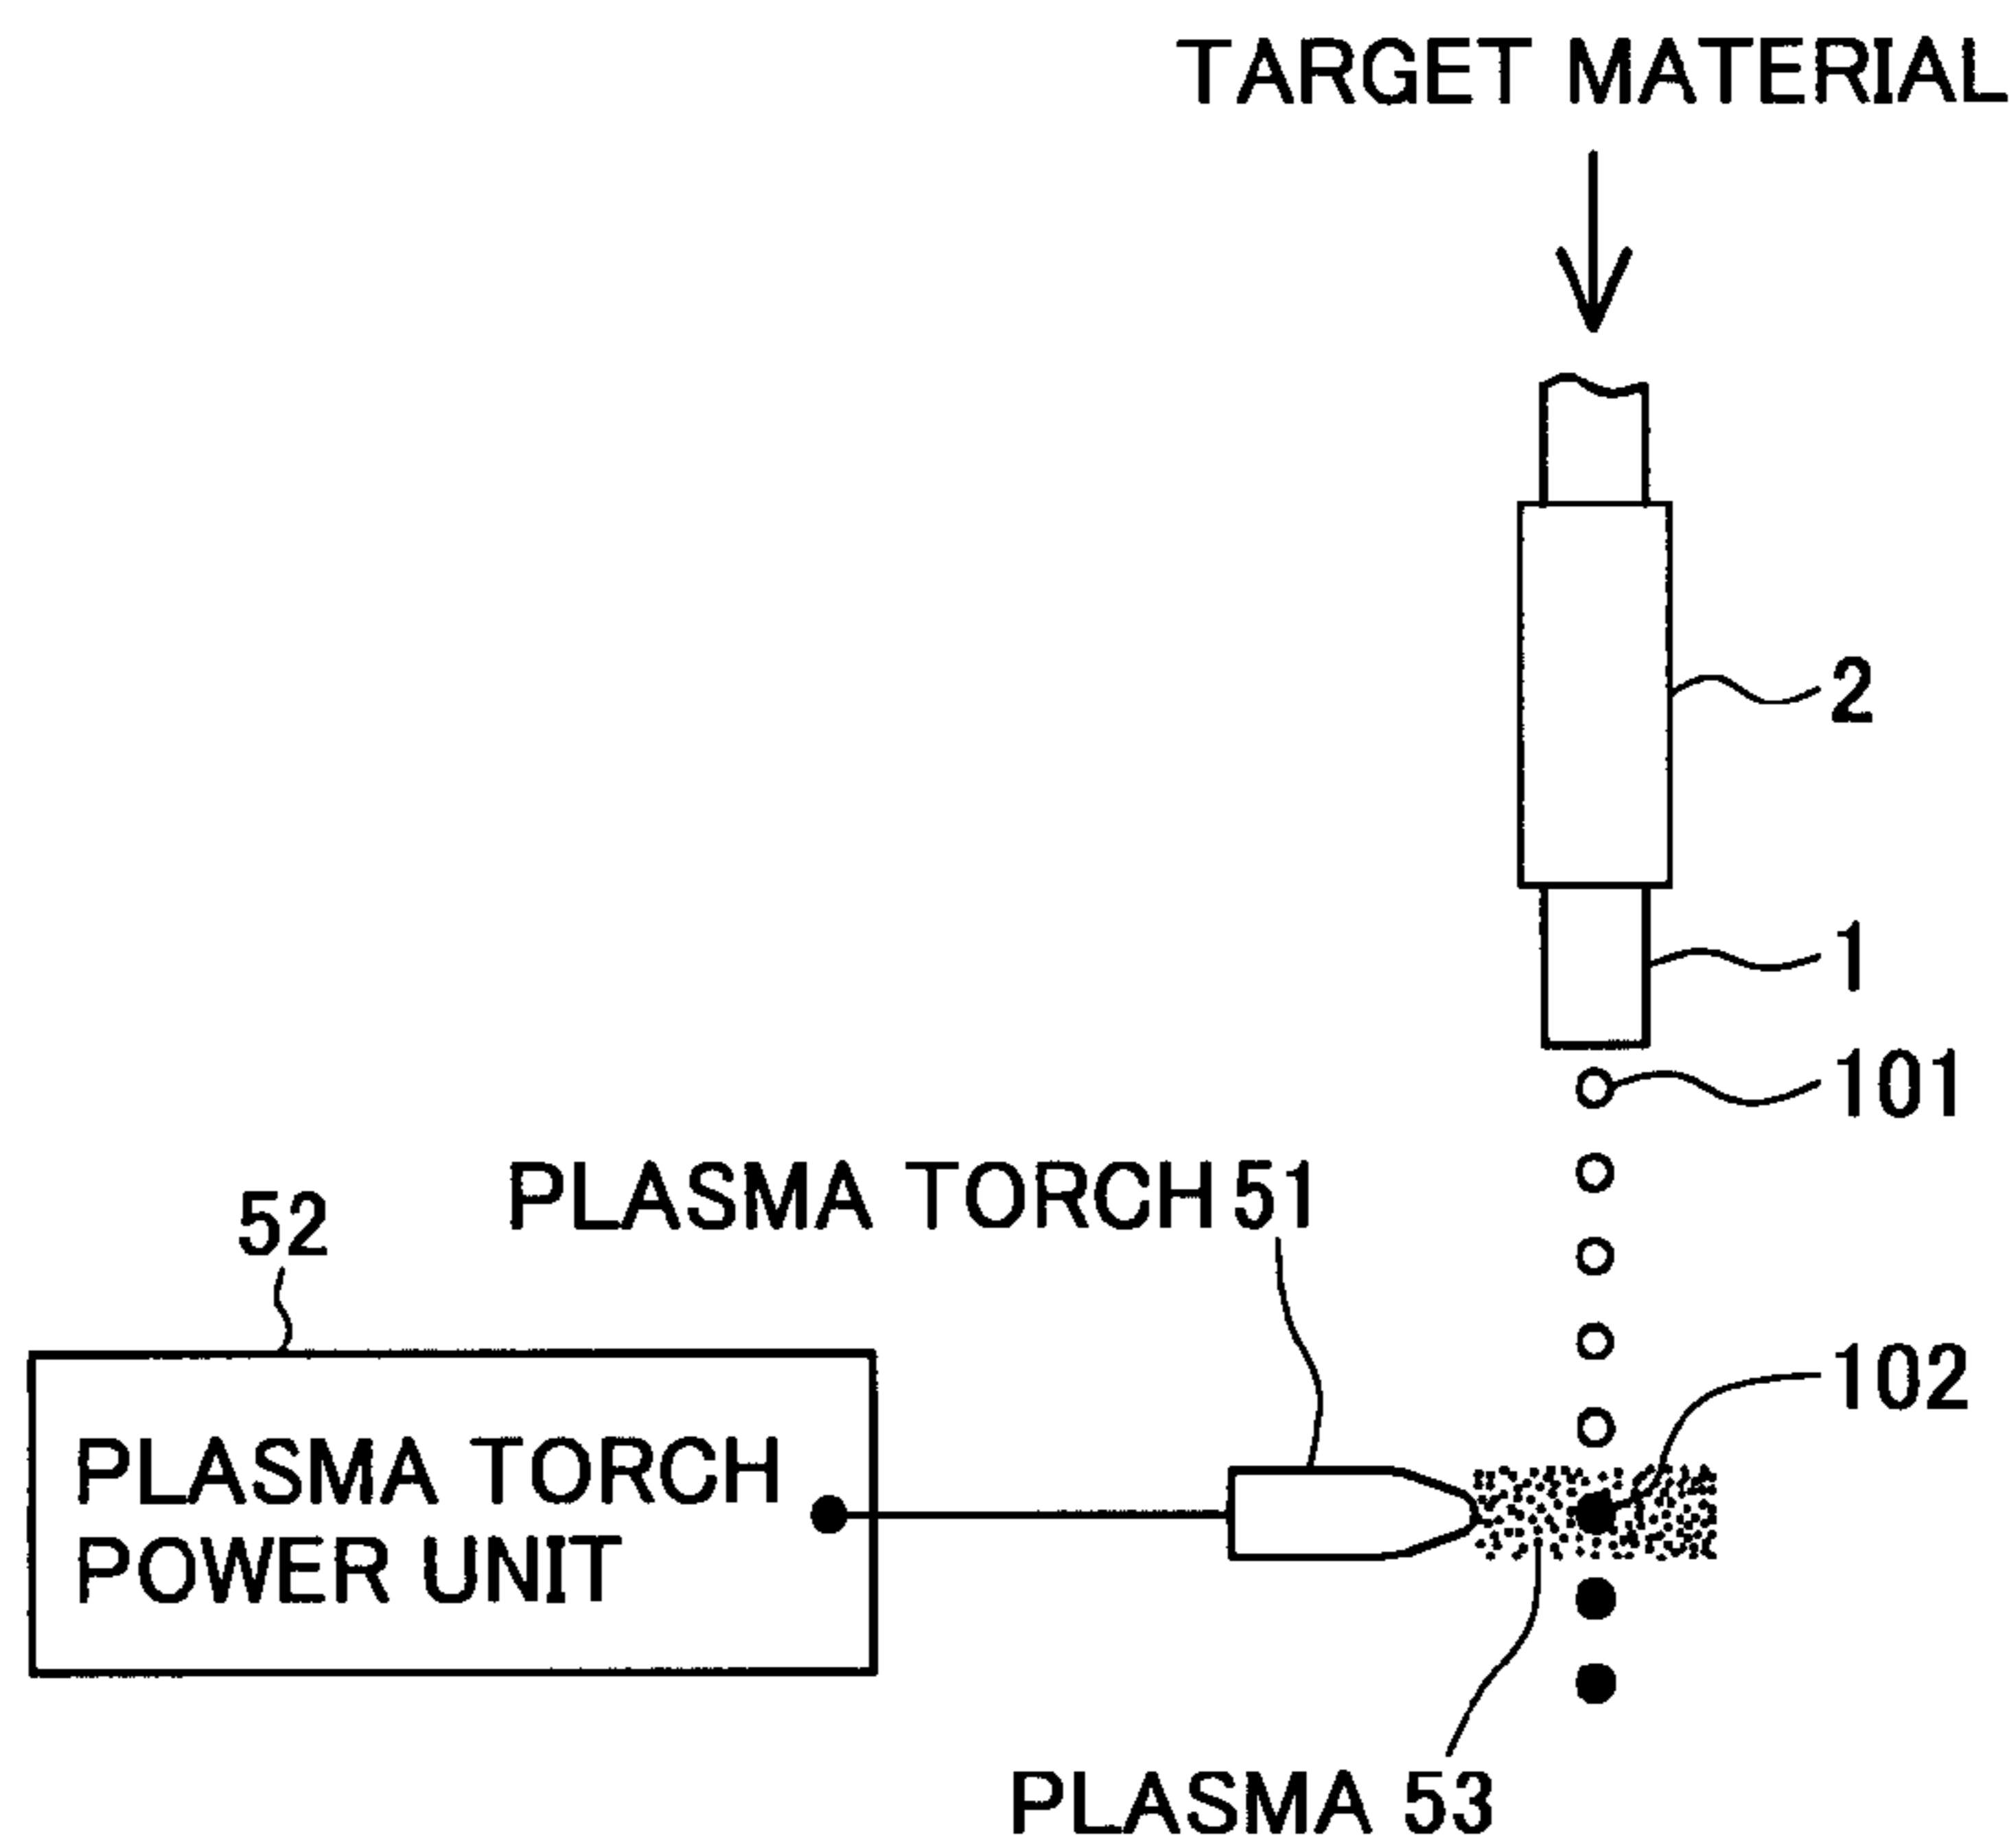 TARGET MATERIAL
2
1
101
PLASMA TORCH 51
52
102
PLASMA TORCH
POWER UNIT
PLASMA 53